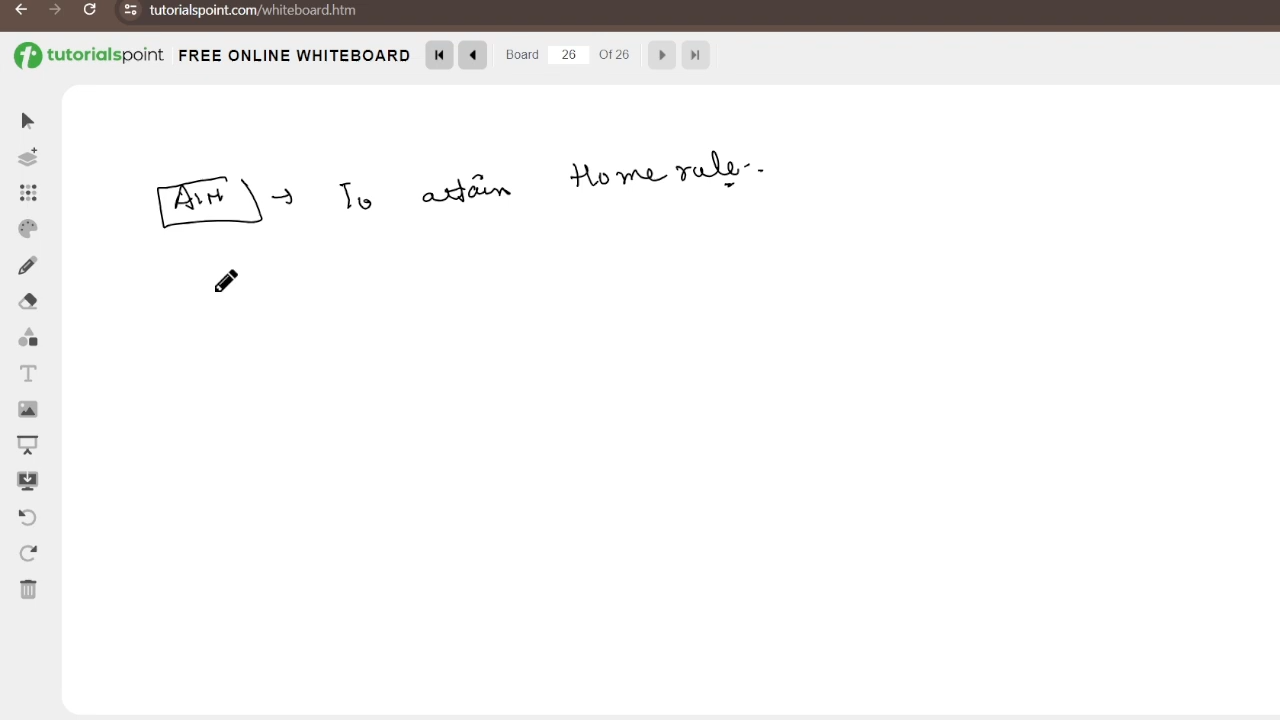 tutorialspoint.com/whiteboard.htm
tutorialspoint FREE ONLINE WHITEBOARD Board 26 Of 26
AIM → To attain Home rule..
T